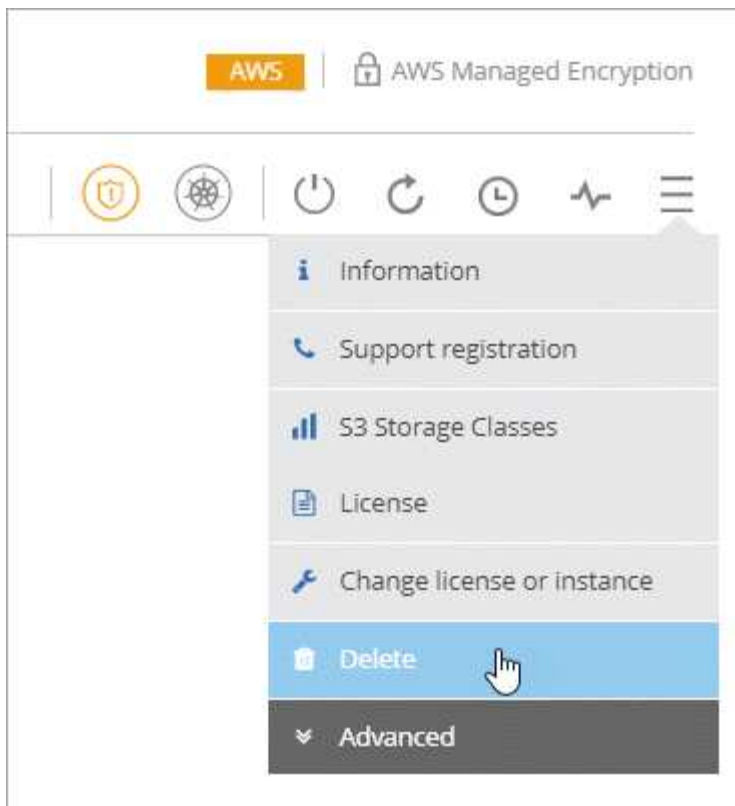 AWS
AWS Managed Encryption
Information
Support registration
S3 Storage Classes
License
Change license or instance
Delete
Advanced